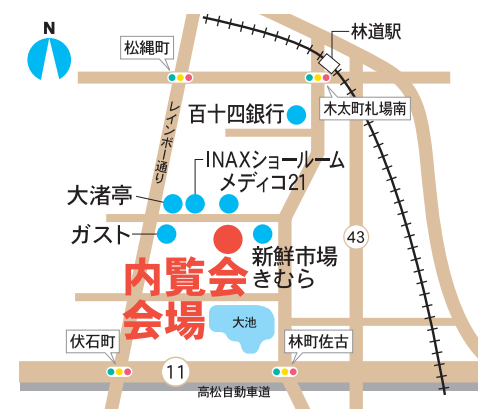 N
林道駅
松縄町
木太町札場南
百十四銀行
レインボー通り
INAXショールーム
メディコ21
大渚亭
ガスト
43
新鮮市場
きむら
内覧会
会場
大池
伏石町
林町佐古
11
高松自動車道